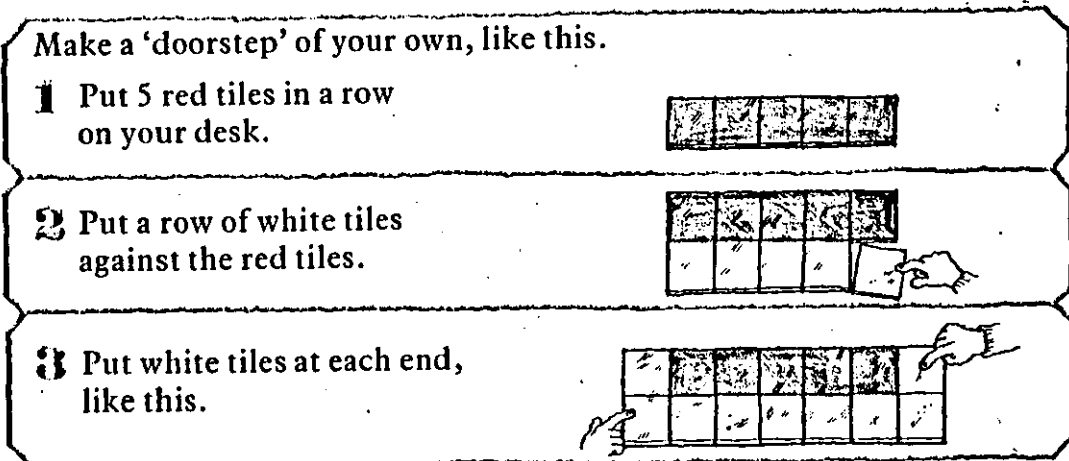 Make a 'doorstep' of your own, like this.
1 Put 5 red tiles in a row
on your desk.
2 Put a row of white tiles
against the red tiles.
3 Put white tiles at each end,
like this.